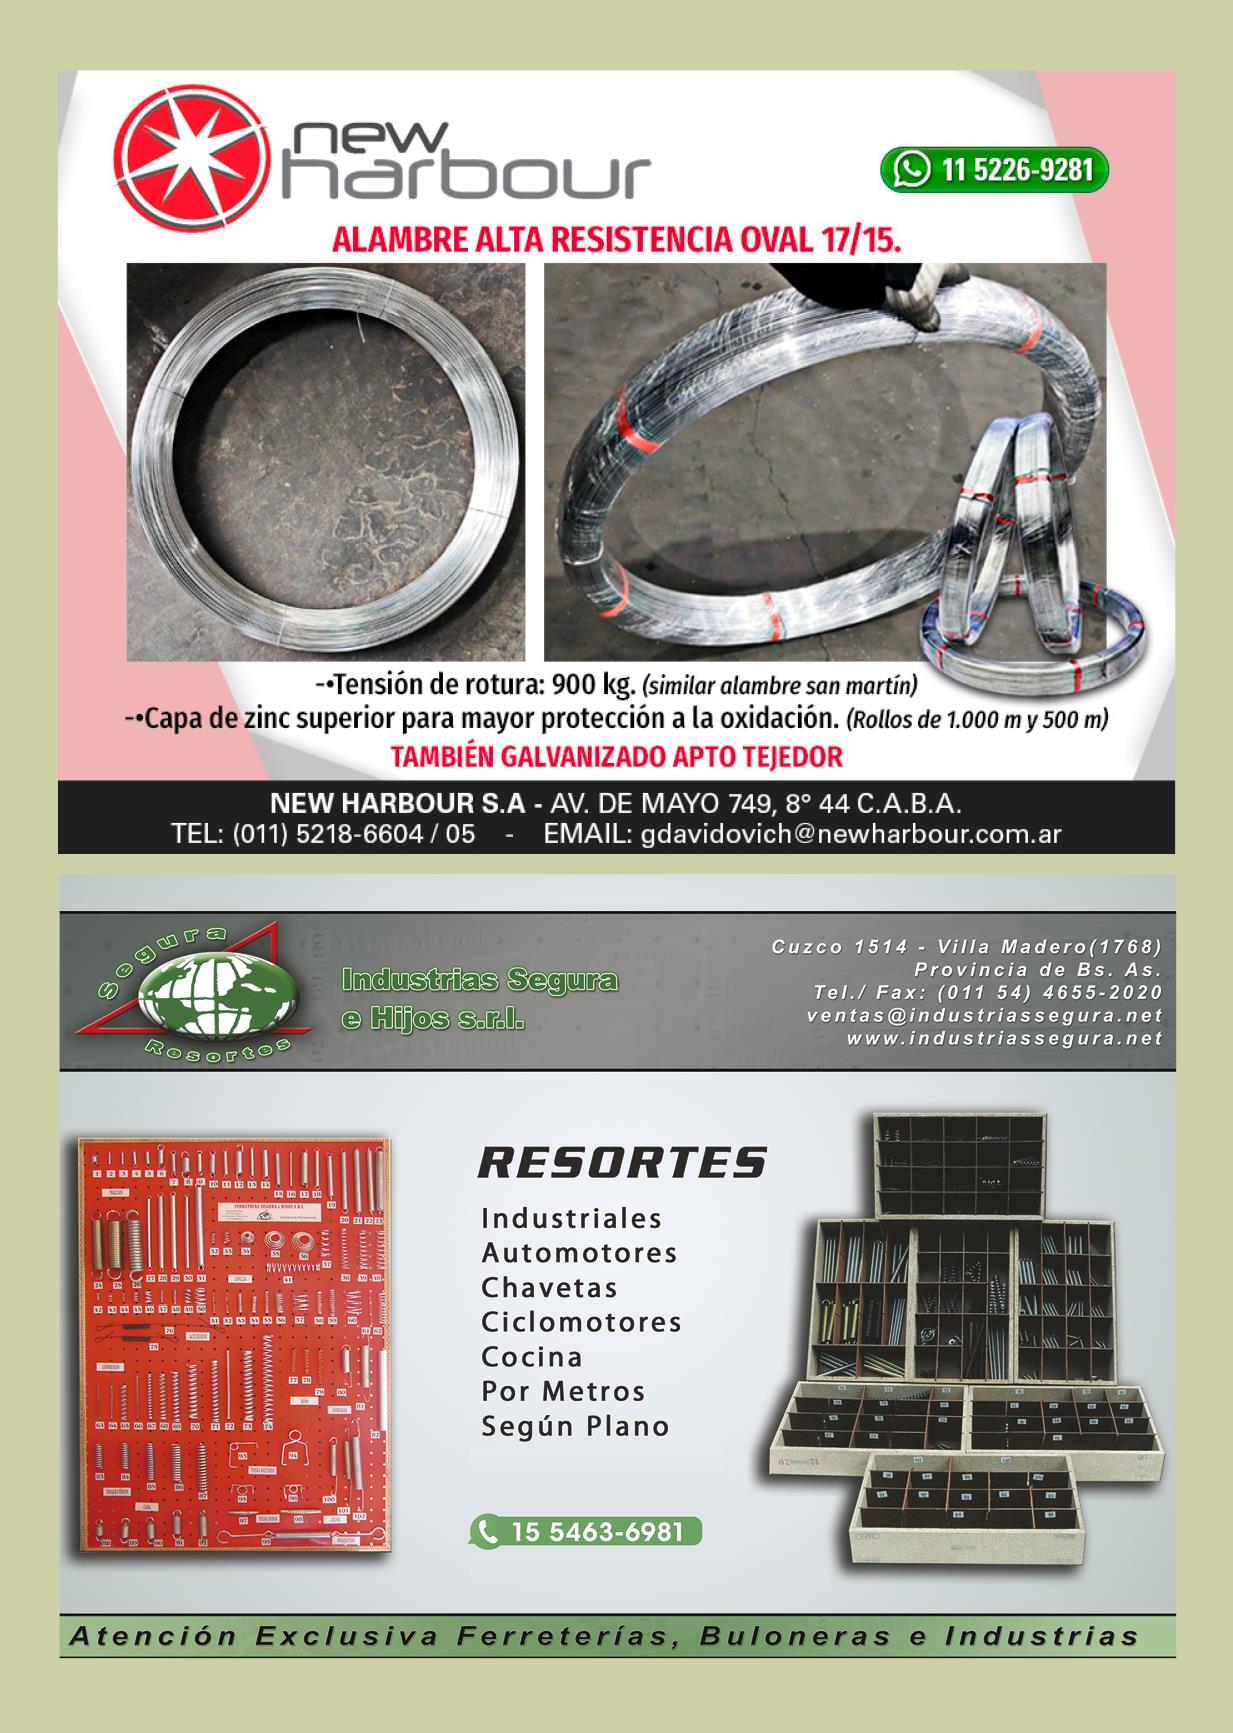 new
harbour
11 5226-9281
ALAMBRE ALTA RESISTENCIA OVAL 17/15.
-•Tensión de rotura: 900 kg. (similar alambre san martín)
-•Capa de zinc superior para mayor protección a la oxidación. (Rollos de 1.000 m y 500 m)
TAMBIÉN GALVANIZADO APTO TEJEDOR
NEW HARBOUR S.A - AV. DE MAYO 749, 8° 44 C.A.B.A.
TEL: (011) 5218-6604 / 05 - EMAIL: gdavidovich@newharbour.com.ar
Segura
Resortes
Industrias Segura
e Hijos s.r.l.
Cuzco 1514 - Villa Madero(1768)
Provincia de Bs. As.
Tel./ Fax: (011 54) 4655-2020
ventas@industriassegura.net
www.industriassegura.net
RESORTES
Industriales
Automotores
Chavetas
Ciclomotores
Cocina
Por Metros
Según Plano
15 5463-6981
INDUSTRIAS SEGURA e HIJOS S.R.L.
Atención Exclusiva Ferreterías, Buloneras e Industrias